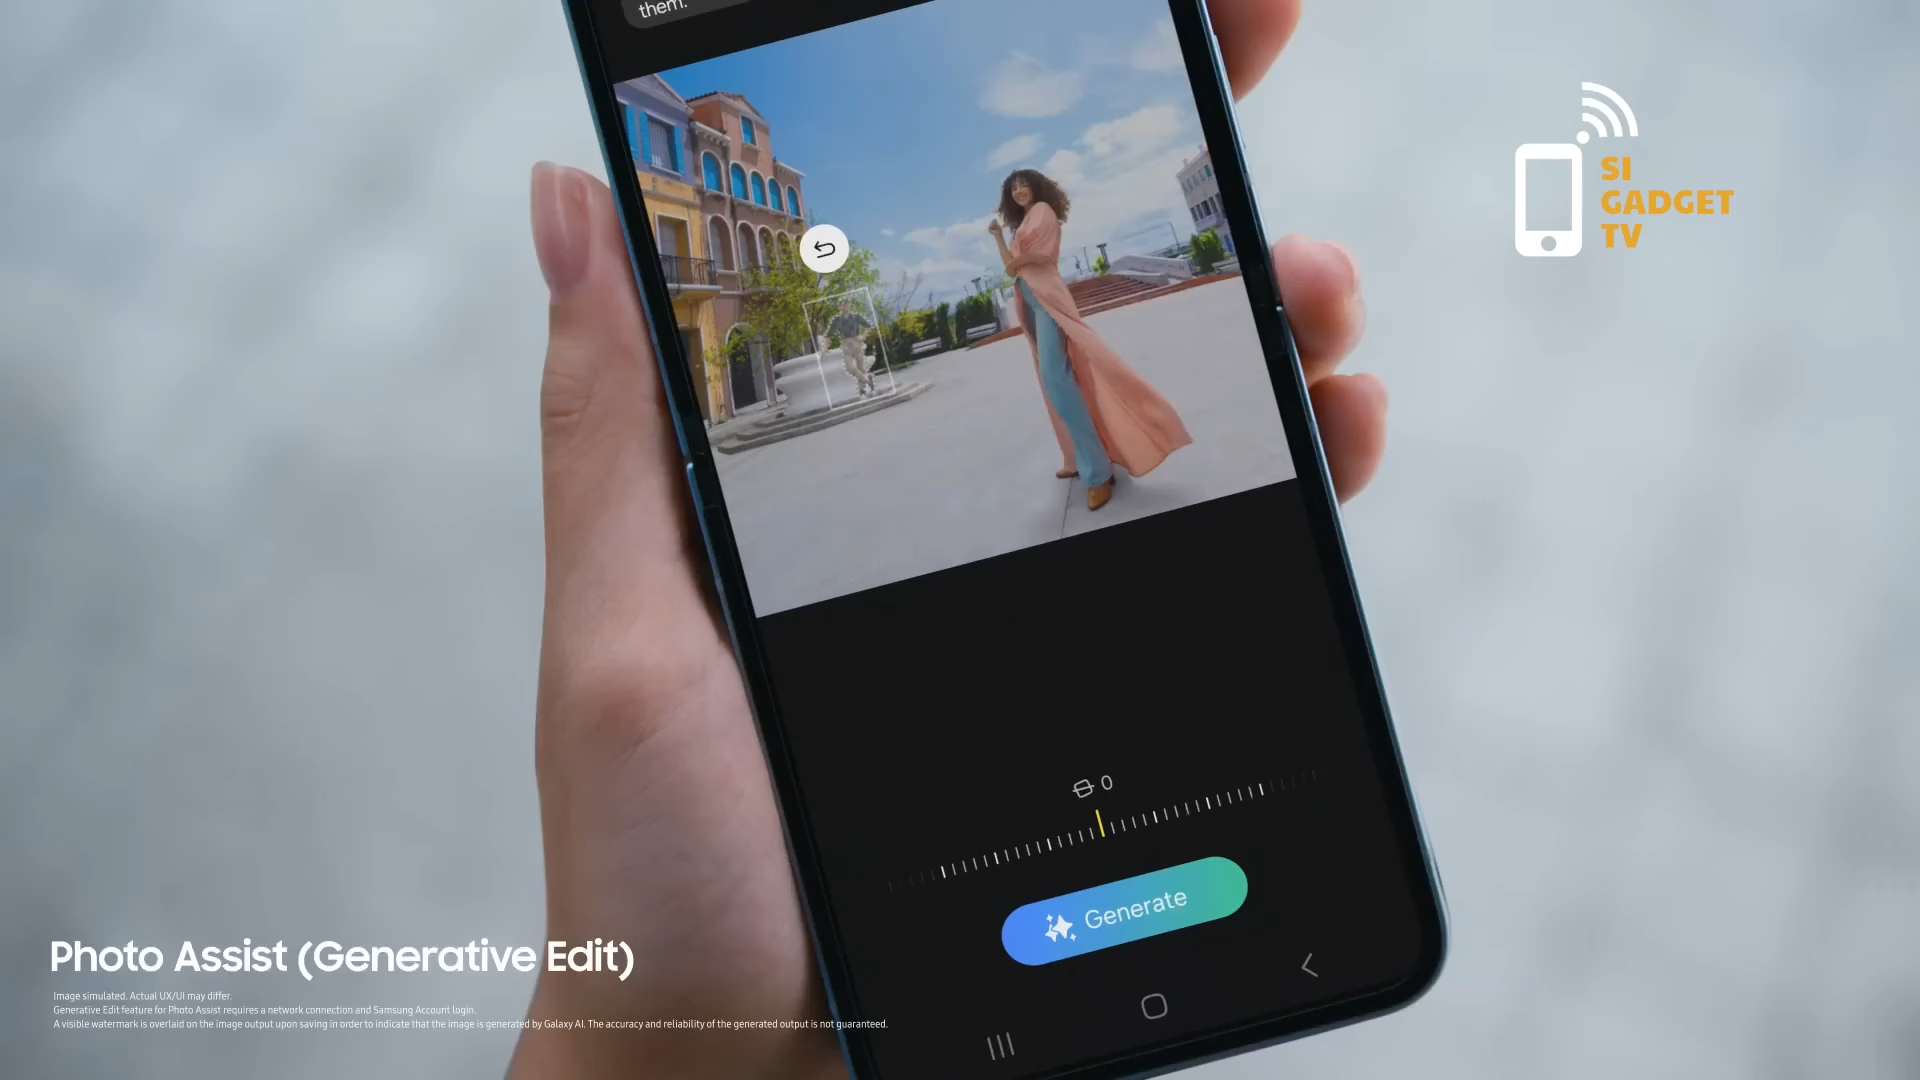 them.
SI
GADGET
TV
0
Generate
Photo Assist (Generative Edit)
Image simulated. Actual UX/UI may differ.
Generative Edit feature for Photo Assist requires a network connection and Samsung Account login.
A visible watermark is overlaid on the image output upon saving in order to indicate that the image is generated by Galaxy AI. The accuracy and reliability of the generated output is not guaranteed.